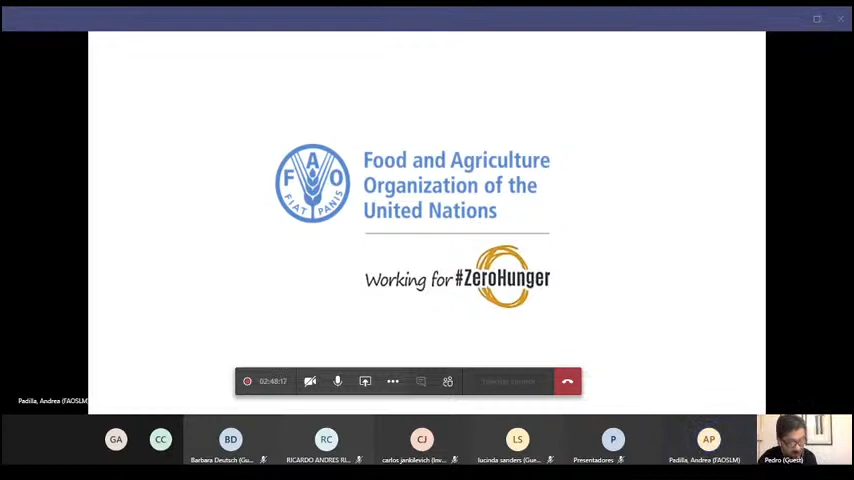 FAO
FIAT PANIS
Food and Agriculture
Organization of the
United Nations
Working for #ZeroHunger
02:48:17
Padilla, Andrea (FAOSLM)
GA
CC
BD
RC
CJ
LS
P
AP
Barbara Deutsch (Gu...
RICARDO ANDRES RI...
carlos jankilevich (Inv...
lucinda sanders (Gue...
Presentadores
Padilla, Andrea (FAOSLM)
Pedro (Guest)